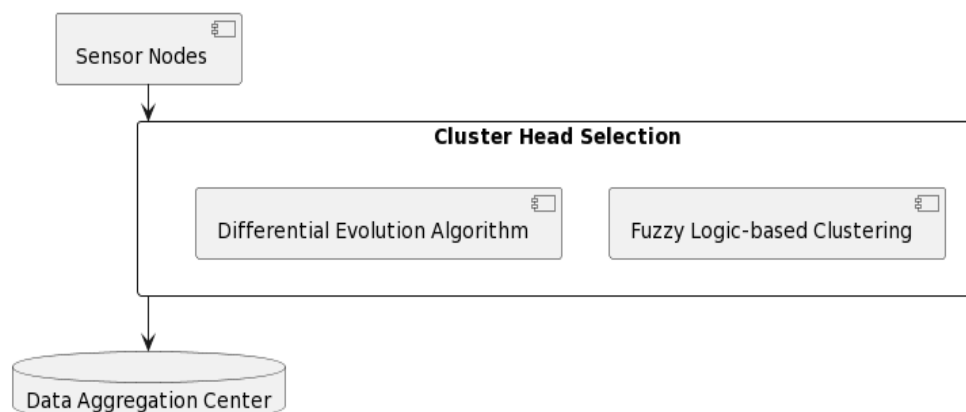 Sensor Nodes
Cluster Head Selection
Differential Evolution Algorithm
Fuzzy Logic-based Clustering
Data Aggregation Center